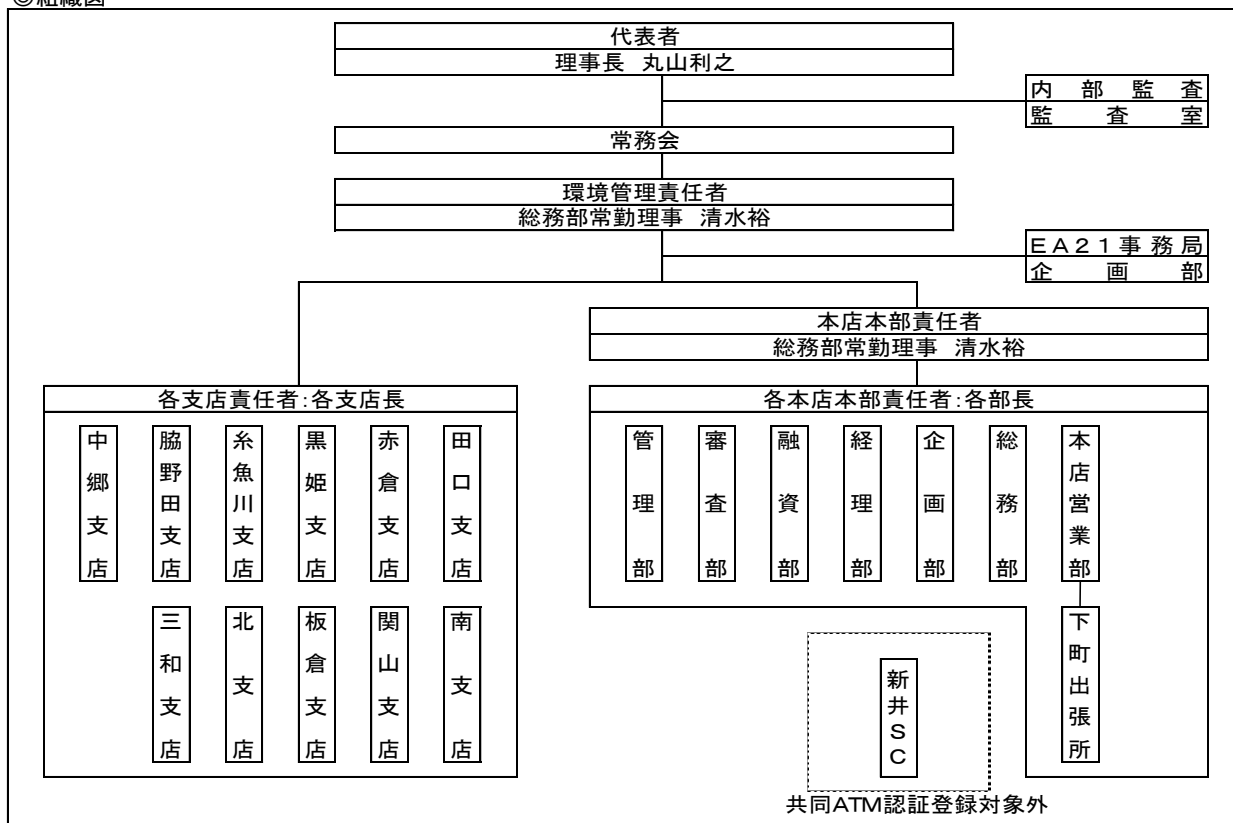 ◎組織図
代表者
理事長 丸山利之
内部監査
監査室
常務会
環境管理責任者
総務部常勤理事 清水裕
EA21事務局
企画部
本店本部責任者
総務部常勤理事 清水裕
各支店責任者:各支店長
中郷支店
脇野田支店
糸魚川支店
黒姫支店
赤倉支店
田口支店
三和支店
北支店
板倉支店
関山支店
南支店
各本店本部責任者:各部長
管理部
審査部
融資部
経理部
企画部
総務部
本店営業部
下町出張所
新井SC
共同ATM認証登録対象外